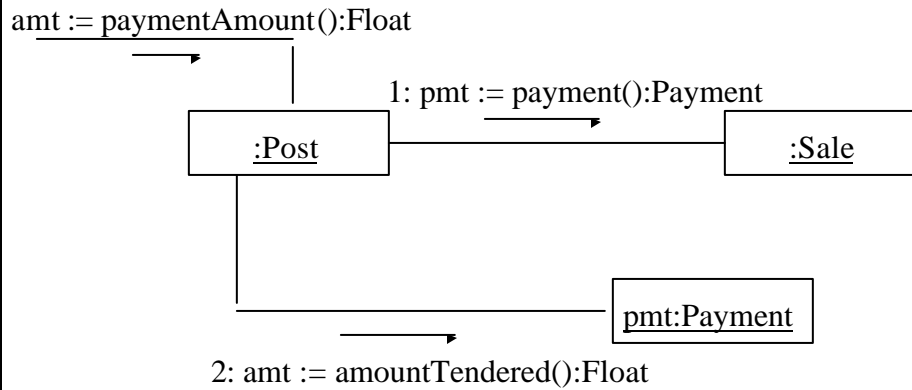 amt := paymentAmount():Float
1: pmt := payment():Payment
:Post
:Sale
pmt:Payment
2: amt := amountTendered():Float